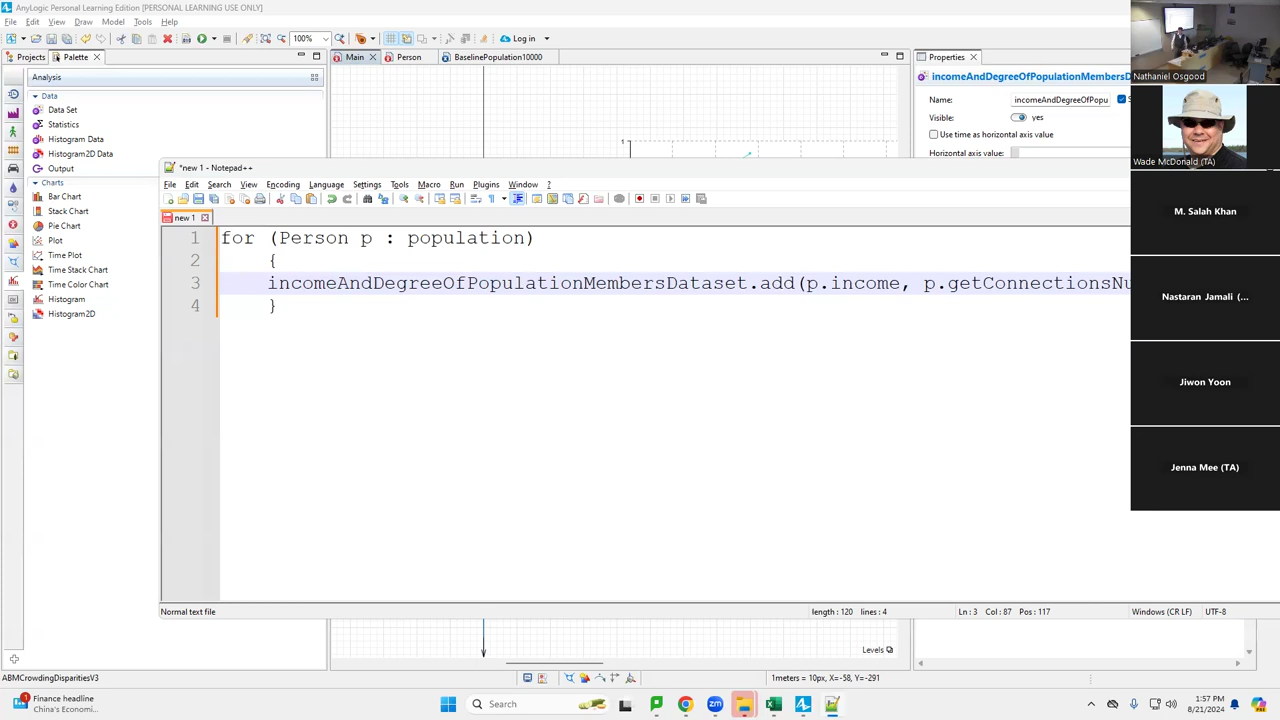 AnyLogic Personal Learning Edition [PERSONAL LEARNING USE ONLY]
File Edit View Draw Model Tools Help
100% Log in
Projects Palette Main Person BaselinePopulation10000 Properties
Analysis
Data
Data Set
Statistics
Histogram Data
Histogram2D Data
Output
Charts
Bar Chart
Stack Chart
Pie Chart
Plot
Time Plot
Time Stack Chart
Time Color Chart
Histogram
Histogram2D
incomeAndDegreeOfPopulationMembersD
Name: incomeAndDegreeOfPopu
Visible: yes
Use time as horizontal axis value
Horizontal axis value:
*new 1 - Notepad++
File Edit Search View Encoding Language Settings Tools Macro Run Plugins Window ?
new 1
1 for (Person p : population)
2 {
3 incomeAndDegreeOfPopulationMembersDataset.add(p.income, p.getConnectionsNu
4 }
Normal text file length : 120 lines : 4 Ln : 3 Col : 87 Pos : 117 Windows (CR LF) UTF-8
Levels
ABMCrowdingDisparitiesV3 1meters = 10px, X=-58, Y=-291
Nathaniel Osgood
Wade McDonald (TA)
M. Salah Khan
Nastaran Jamali (...
Jiwon Yoon
Jenna Mee (TA)
1
Finance headline
China's Economi...
Search
1:57 PM
8/21/2024